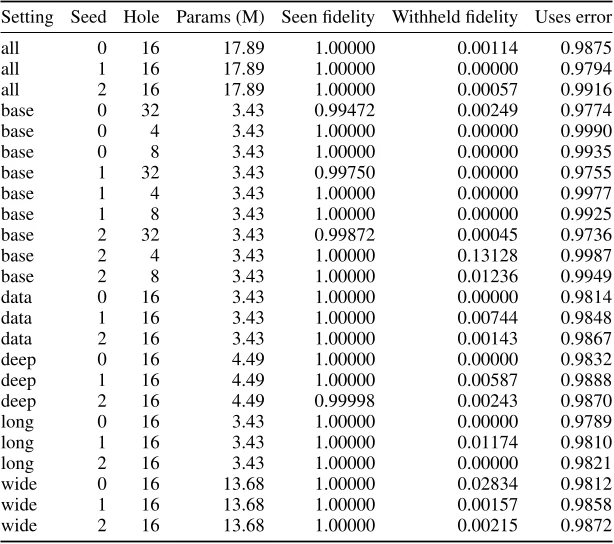 Setting Seed Hole Params (M) Seen fidelity Withheld fidelity Uses error
all 0 16 17.89 1.00000 0.00114 0.9875
all 1 16 17.89 1.00000 0.00000 0.9794
all 2 16 17.89 1.00000 0.00057 0.9916
base 0 32 3.43 0.99472 0.00249 0.9774
base 0 4 3.43 1.00000 0.00000 0.9990
base 0 8 3.43 1.00000 0.00000 0.9935
base 1 32 3.43 0.99750 0.00000 0.9755
base 1 4 3.43 1.00000 0.00000 0.9977
base 1 8 3.43 1.00000 0.00000 0.9925
base 2 32 3.43 0.99872 0.00045 0.9736
base 2 4 3.43 1.00000 0.13128 0.9987
base 2 8 3.43 1.00000 0.01236 0.9949
data 0 16 3.43 1.00000 0.00000 0.9814
data 1 16 3.43 1.00000 0.00744 0.9848
data 2 16 3.43 1.00000 0.00143 0.9867
deep 0 16 4.49 1.00000 0.00000 0.9832
deep 1 16 4.49 1.00000 0.00587 0.9888
deep 2 16 4.49 0.99998 0.00243 0.9870
long 0 16 3.43 1.00000 0.00000 0.9789
long 1 16 3.43 1.00000 0.01174 0.9810
long 2 16 3.43 1.00000 0.00000 0.9821
wide 0 16 13.68 1.00000 0.02834 0.9812
wide 1 16 13.68 1.00000 0.00157 0.9858
wide 2 16 13.68 1.00000 0.00215 0.9872